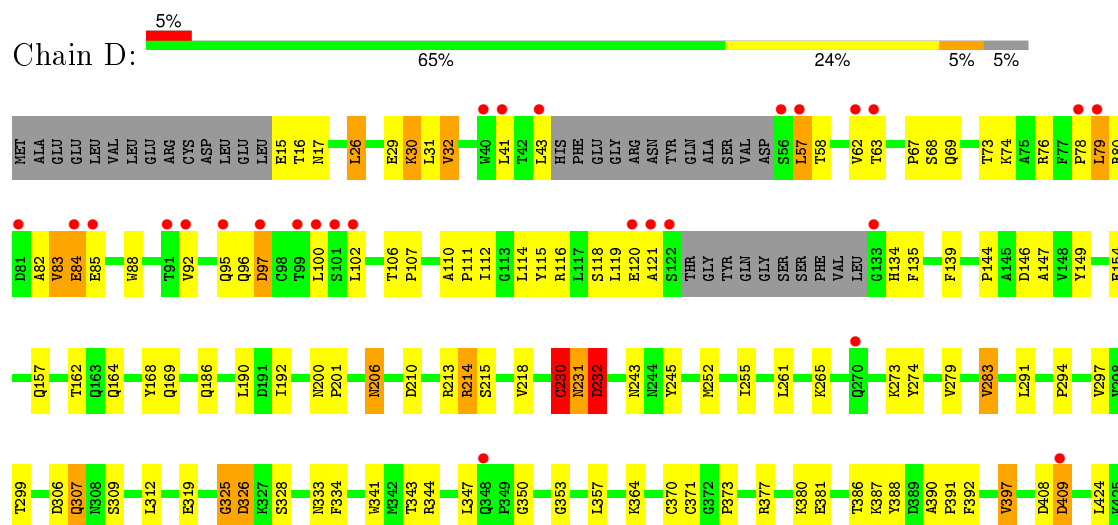 5%
Chain D:
65% 24% 5% 5%
MET ALA GLU GLU LEU VAL LEU GLU ARG CYS ASP LEU GLU LEU E15 T16 N17 L26 E29 K30 L31 V32 W40 L41 T42 L43 HIS PHE GLU GLY ARG ASN TYR GLN ALA SER VAL ASP S56 L57 T58 V62 T63 P67 S68 Q69 T73 K74 A75 R76 F77 P78 L79
D81 A82 V83 E84 E85 W88 T91 V92 Q95 Q96 D97 C98 T99 L100 S101 L102 T106 P107 A110 P111 I112 G113 L114 Y115 R116 L117 S118 L119 E120 A121 S122 THR GLY TYR GLN GLY SER SER PHE VAL LEU G133 H134 F135 F139 P144 A145 D146 A147 V148 Y149
Q157 T162 Q163 Q164 Y168 Q169 Q186 L190 D191 I192 N200 P201 N206 D210 R213 R214 S215 V218 C230 N231 D232 N243 N244 Y245 M252 I255 L261 K265 Q270 K273 Y274 V279 V283 L291 P294 V297
T299 D306 Q307 N308 S309 L312 E319 G325 D326 K327 S328 N333 F334 W341 M342 T343 R344 L347 Q348 P349 G350 G353 L357 K364 C370 C371 G372 P373 R377 K380 E381 T386 K387 Y388 D389 A390 P391 F392 V397 D408 D409 L424